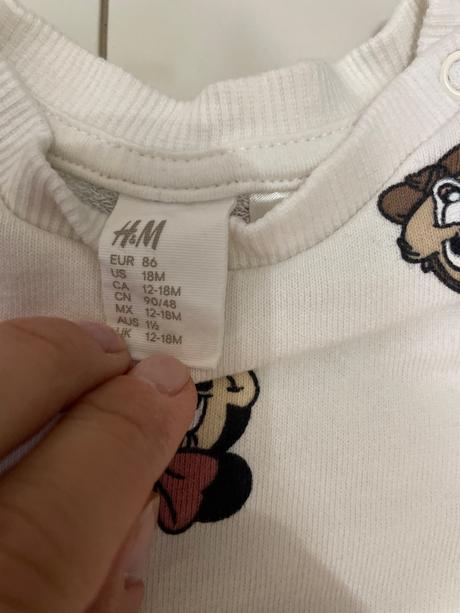 H&M
EUR 86
US 18M
CA 12-18M
CN 90/48
MX 12-18M
AUS 1½
UK 12-18M